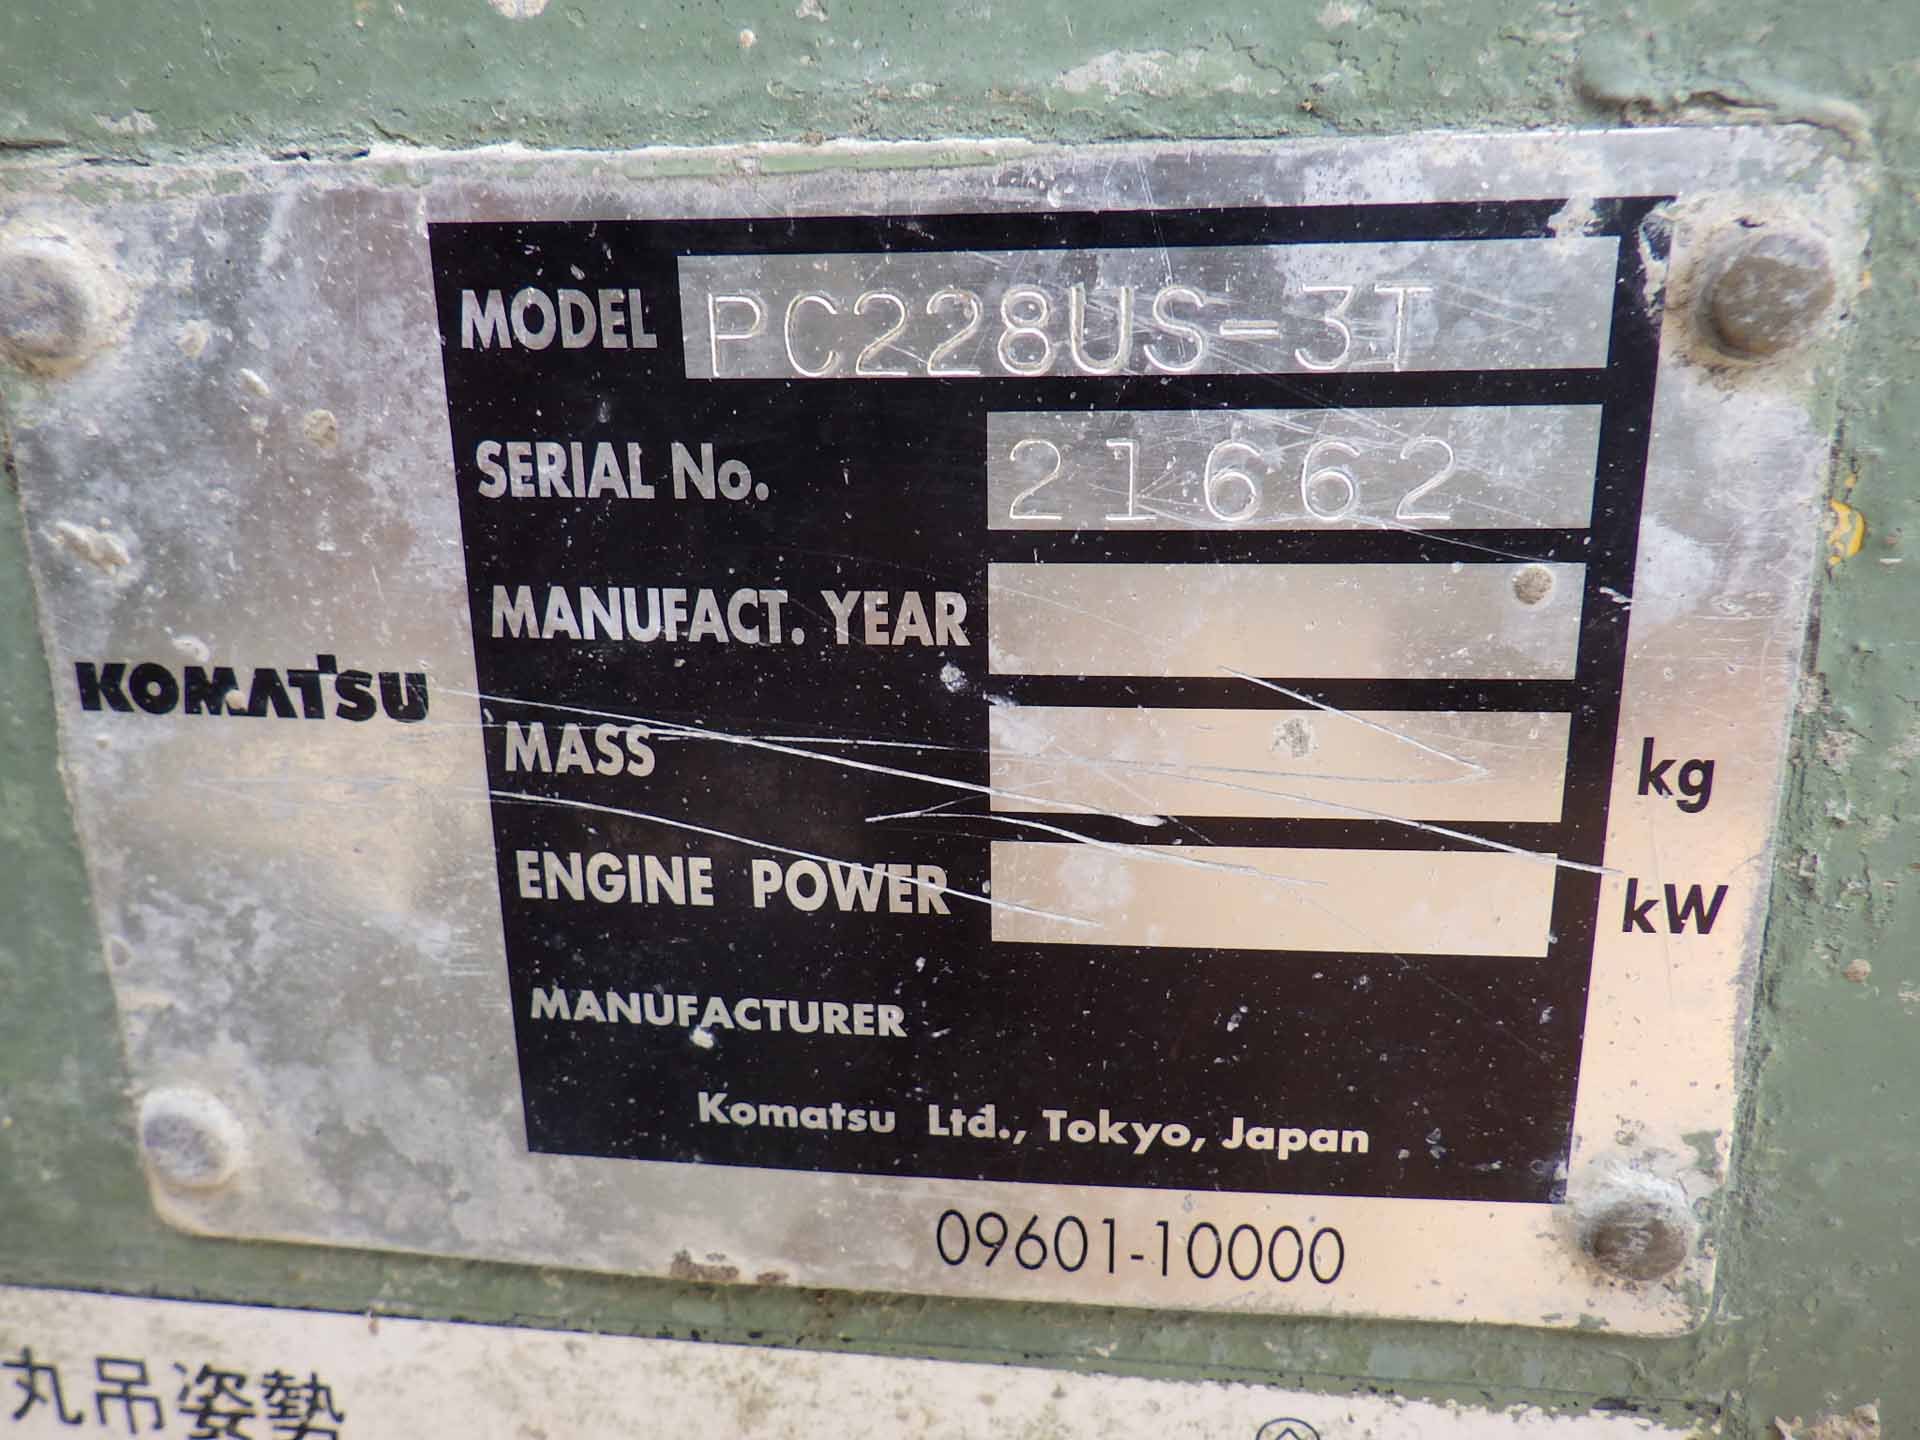 MODEL PC228US-3T
SERIAL No. 21662
MANUFACT. YEAR
KOMATSU
MASS kg
ENGINE POWER kW
MANUFACTURER
Komatsu Ltd., Tokyo, Japan
09601-10000
丸吊姿勢